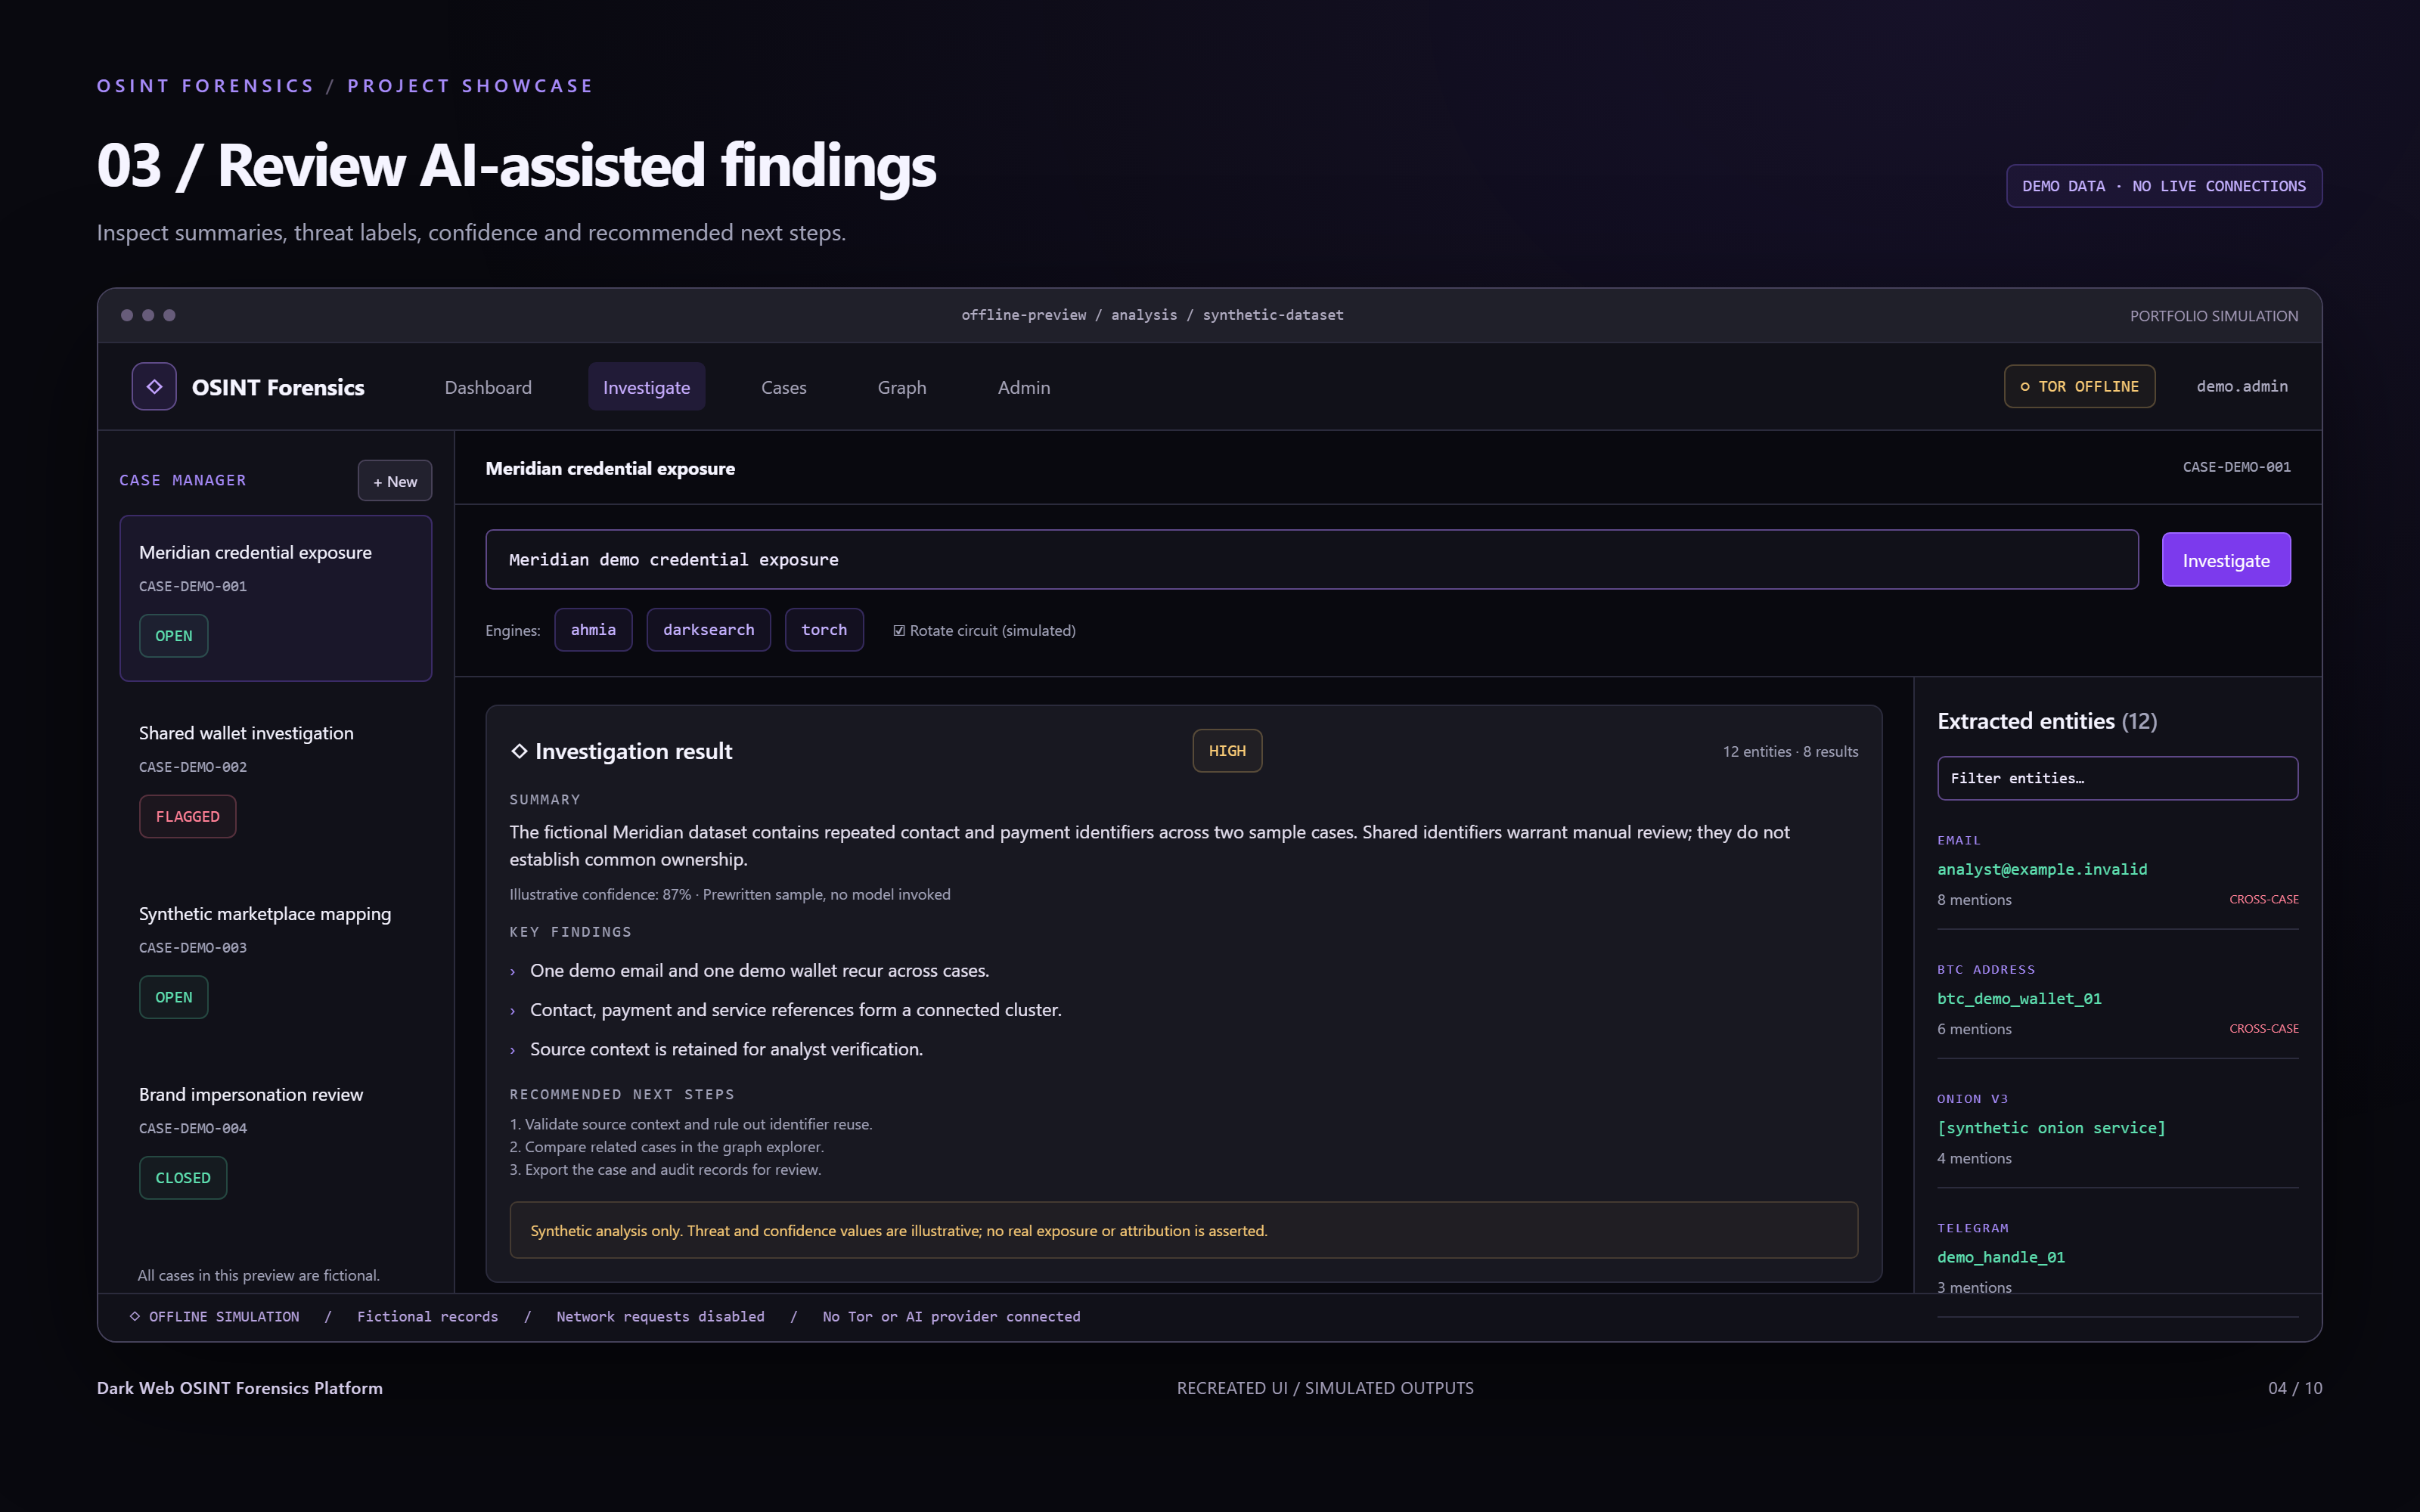 OSINT FORENSICS / PROJECT SHOWCASE
03 / Review AI-assisted findings
Inspect summaries, threat labels, confidence and recommended next steps.
DEMO DATA · NO LIVE CONNECTIONS
offline-preview / analysis / synthetic-dataset
PORTFOLIO SIMULATION
OSINT Forensics
Dashboard
Investigate
Cases
Graph
Admin
TOR OFFLINE
demo.admin
CASE MANAGER
+ New
Meridian credential exposure
CASE-DEMO-001
OPEN
Shared wallet investigation
CASE-DEMO-002
FLAGGED
Synthetic marketplace mapping
CASE-DEMO-003
OPEN
Brand impersonation review
CASE-DEMO-004
CLOSED
All cases in this preview are fictional.
Meridian credential exposure
CASE-DEMO-001
Meridian demo credential exposure
Investigate
Engines:
ahmia
darksearch
torch
☑ Rotate circuit (simulated)
◇ Investigation result
HIGH
12 entities · 8 results
SUMMARY
The fictional Meridian dataset contains repeated contact and payment identifiers across two sample cases. Shared identifiers warrant manual review; they do not
establish common ownership.
Illustrative confidence: 87% · Prewritten sample, no model invoked
KEY FINDINGS
› One demo email and one demo wallet recur across cases.
› Contact, payment and service references form a connected cluster.
› Source context is retained for analyst verification.
RECOMMENDED NEXT STEPS
1. Validate source context and rule out identifier reuse.
2. Compare related cases in the graph explorer.
3. Export the case and audit records for review.
Synthetic analysis only. Threat and confidence values are illustrative; no real exposure or attribution is asserted.
Extracted entities (12)
Filter entities…
EMAIL
analyst@example.invalid
8 mentions
CROSS-CASE
BTC ADDRESS
btc_demo_wallet_01
6 mentions
CROSS-CASE
ONION V3
[synthetic onion service]
4 mentions
TELEGRAM
demo_handle_01
3 mentions
◇ OFFLINE SIMULATION / Fictional records / Network requests disabled / No Tor or AI provider connected
Dark Web OSINT Forensics Platform
RECREATED UI / SIMULATED OUTPUTS
04 / 10